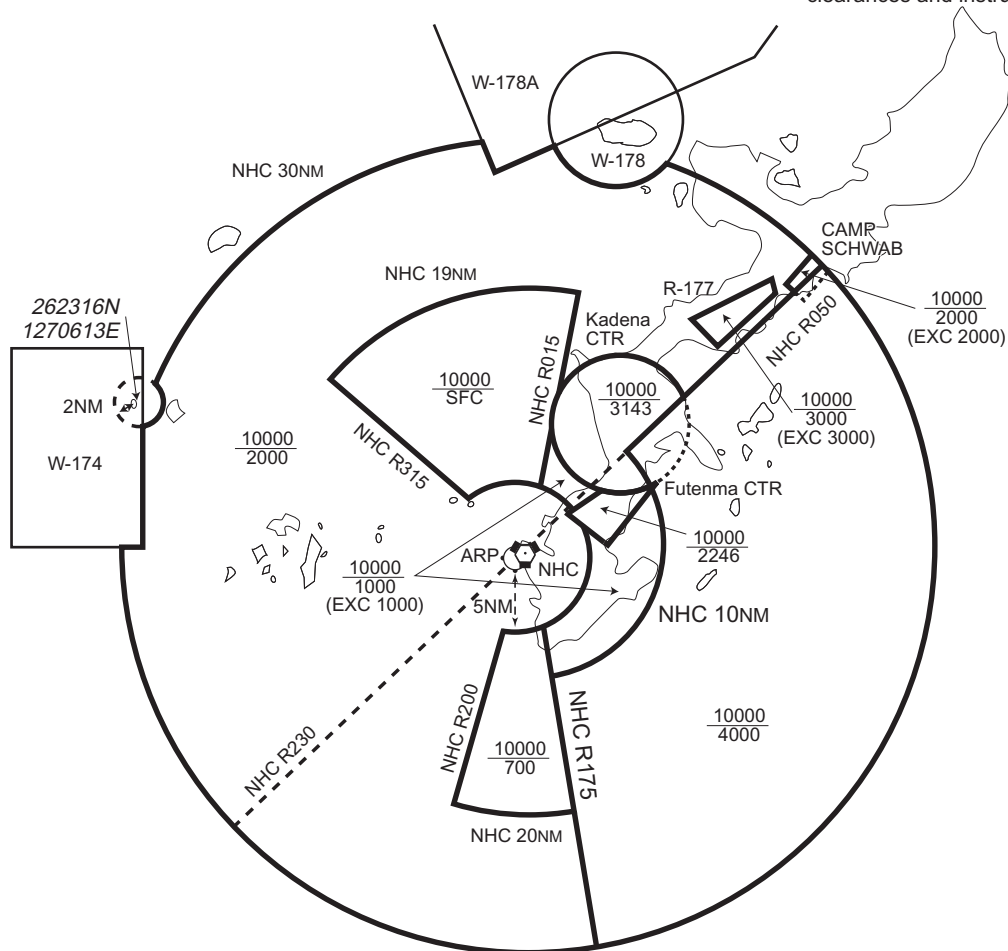 clearances and instru
W-178A
W-178
NHC 30NM
CAMP
SCHWAB
NHC 19NM
R-177
262316N
1270613E
Kadena
CTR
NHC R050
10000
2000
(EXC 2000)
NHC R015
10000
SFC
10000
3143
2NM
10000
3000
(EXC 3000)
W-174
10000
2000
NHC R315
Futenma CTR
10000
2246
ARP
NHC
10000
1000
(EXC 1000)
5NM
NHC 10NM
NHC R200
NHC R175
10000
4000
NHC R230
10000
700
NHC 20NM